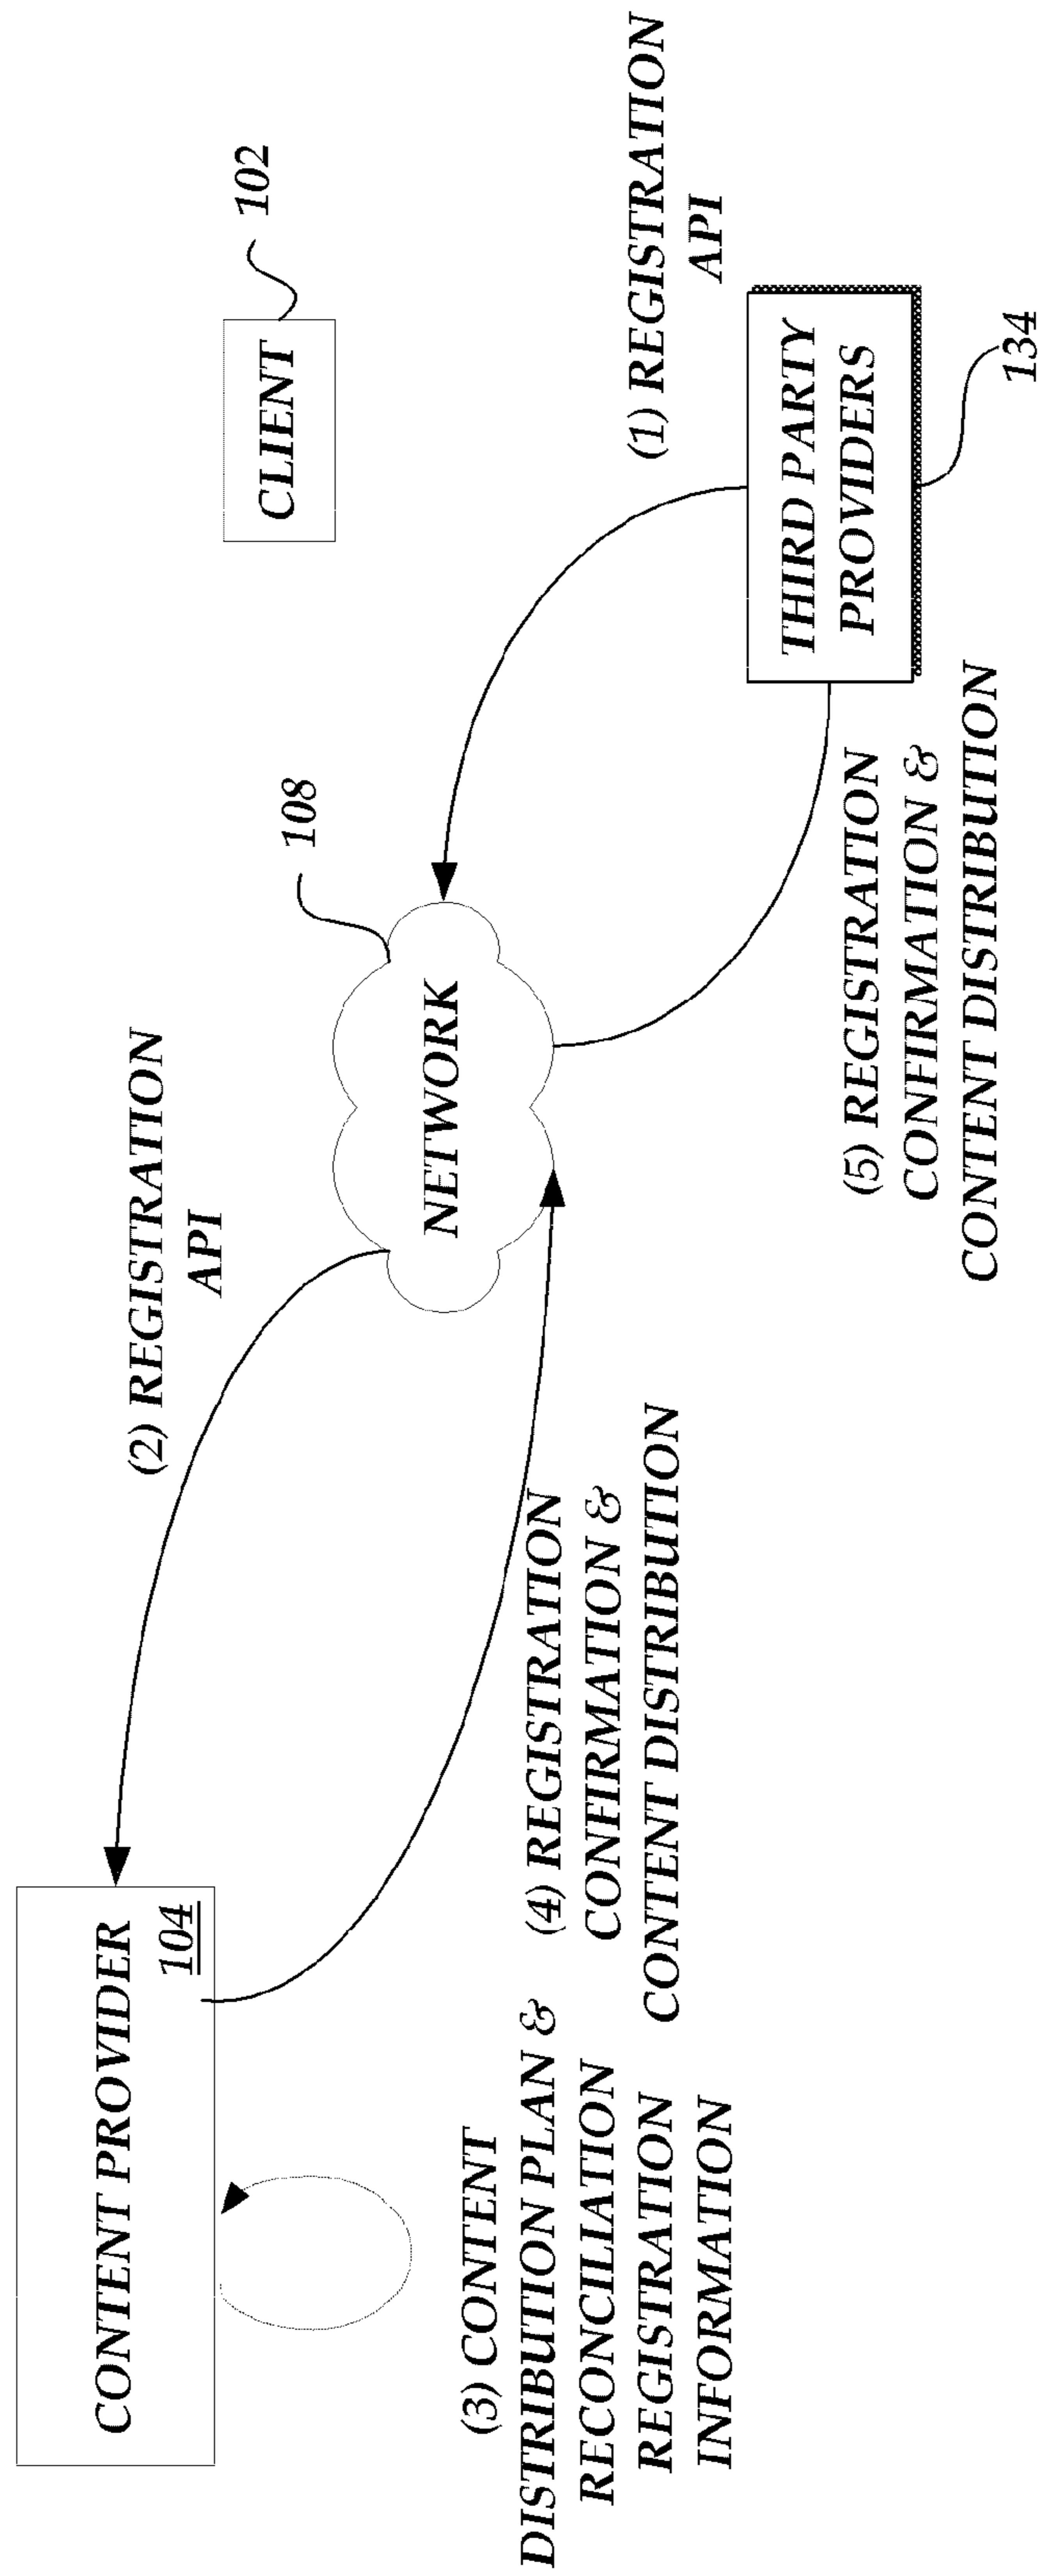 CONTENT PROVIDER
104
(2) REGISTRATION
API
CLIENT
102
108
NETWORK
(3) CONTENT
DISTRIBUTION PLAN &
RECONCILIATION
REGISTRATION
INFORMATION
(4) REGISTRATION
CONFIRMATION &
CONTENT DISTRIBUTION
(1) REGISTRATION
API
THIRD PARTY
PROVIDERS
134
(5) REGISTRATION
CONFIRMATION &
CONTENT DISTRIBUTION